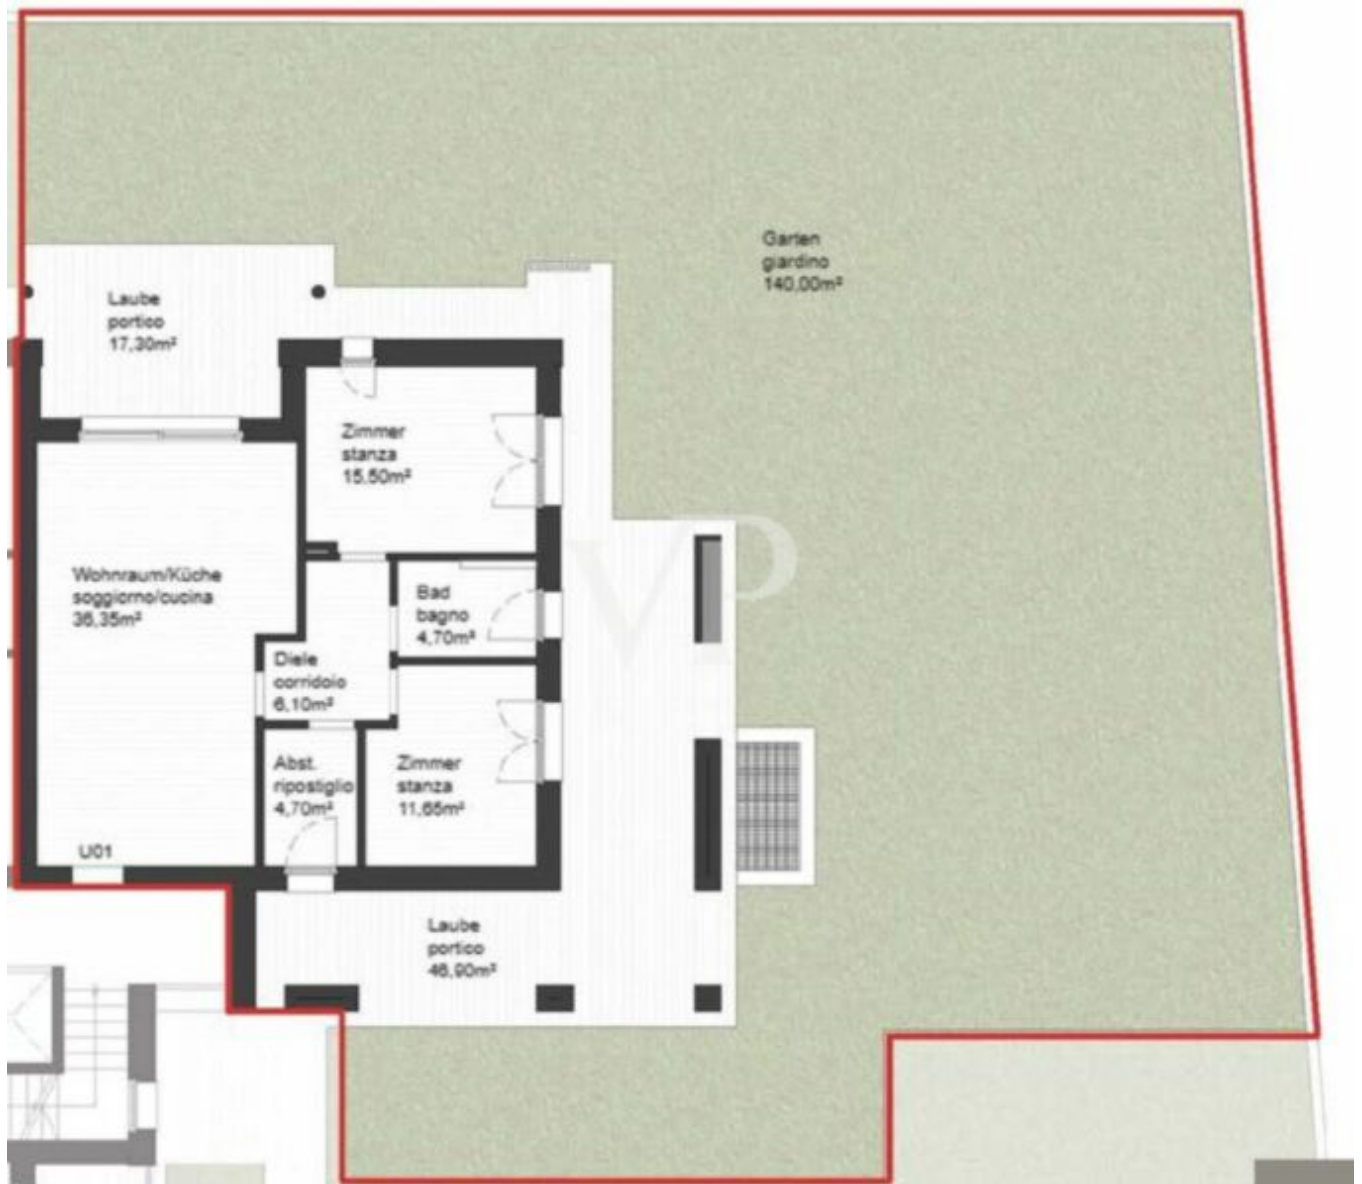 Garten
giardino
140,00m²
Laube
portico
17,30m²
Zimmer
stanza
15,50m²
Wohnraum/Küche
soggiorno/cucina
36,35m²
Bad
bagno
4,70m²
Diele
corridoio
6,10m²
Abst.
ripostiglio
4,70m²
Zimmer
stanza
11,65m²
U01
Laube
portico
46,90m²
VP